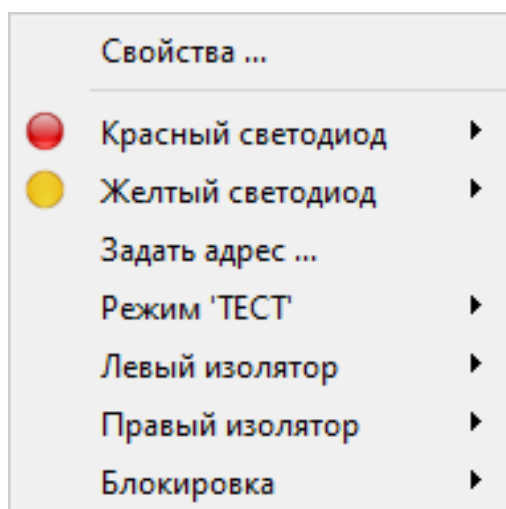 Свойства ...
Красный светодиод
Желтый светодиод
Задать адрес ...
Режим 'ТЕСТ'
Левый изолятор
Правый изолятор
Блокировка